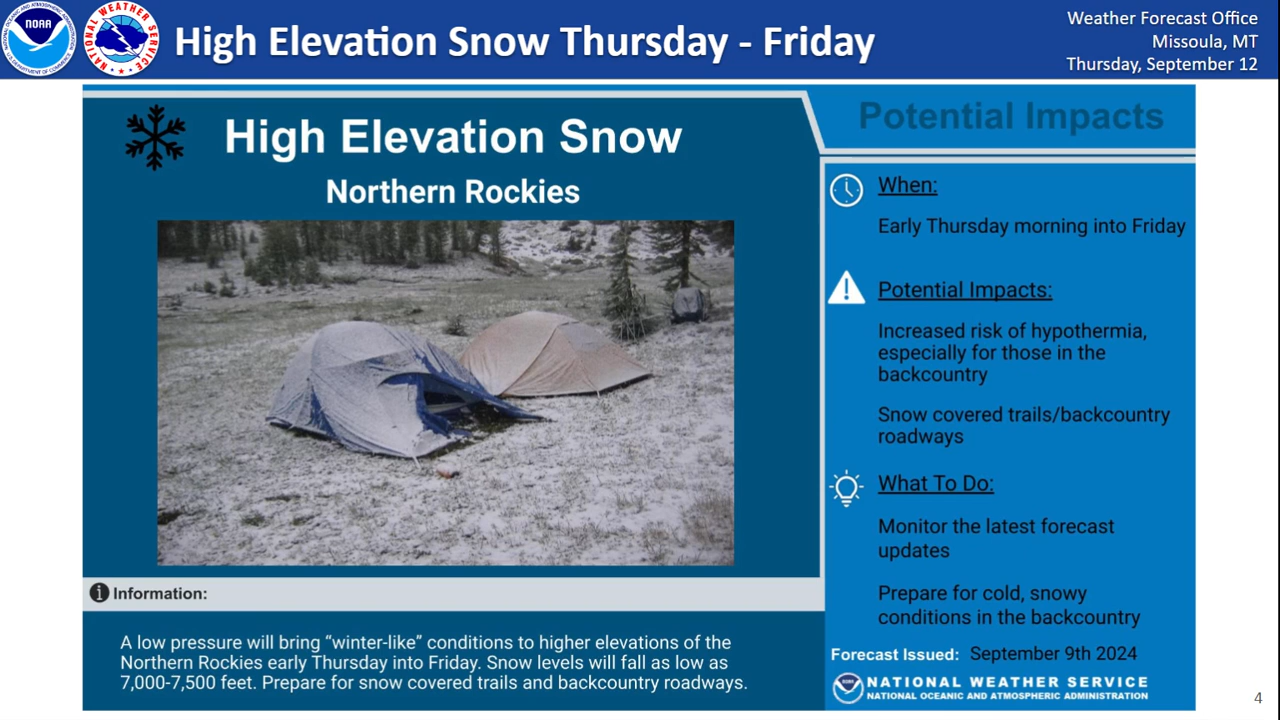 High Elevation Snow Thursday - Friday
Weather Forecast Office
Missoula, MT
Thursday, September 12
High Elevation Snow
Northern Rockies
Potential Impacts
When:
Early Thursday morning into Friday
Potential Impacts:
Increased risk of hypothermia,
especially for those in the
backcountry
Snow covered trails/backcountry
roadways
What To Do:
Monitor the latest forecast
updates
Prepare for cold, snowy
conditions in the backcountry
Information:
A low pressure will bring “winter-like” conditions to higher elevations of the
Northern Rockies early Thursday into Friday. Snow levels will fall as low as
7,000-7,500 feet. Prepare for snow covered trails and backcountry roadways.
Forecast Issued: September 9th 2024
NATIONAL WEATHER SERVICE
NATIONAL OCEANIC AND ATMOSPHERIC ADMINISTRATION
4
NOAA
NATIONAL WEATHER SERVICE